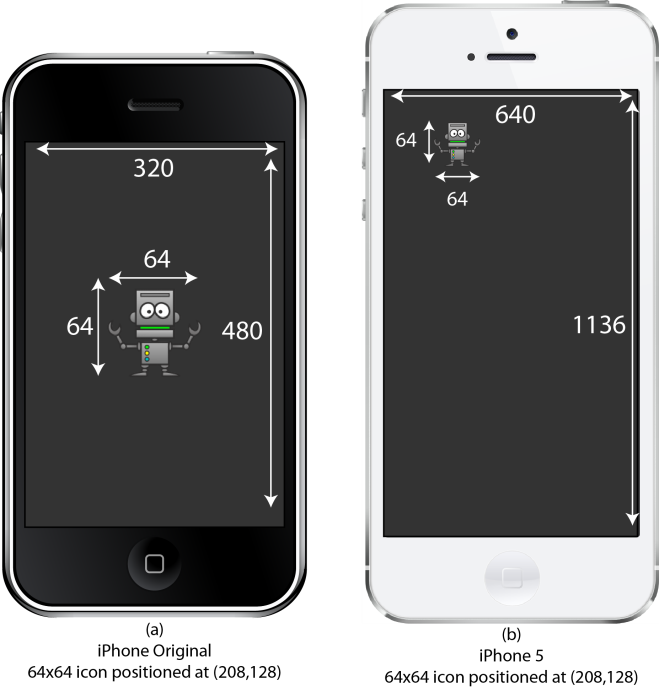 320
64
64
480
(a)
iPhone Original
64x64 icon positioned at (208,128)
640
64
64
1136
(b)
iPhone 5
64x64 icon positioned at (208,128)